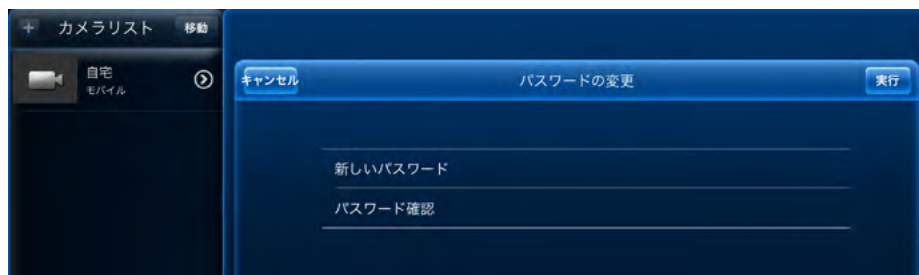 + カメラリスト 移動
自宅
モバイル
キャンセル パスワードの変更 実行
新しいパスワード
パスワード確認